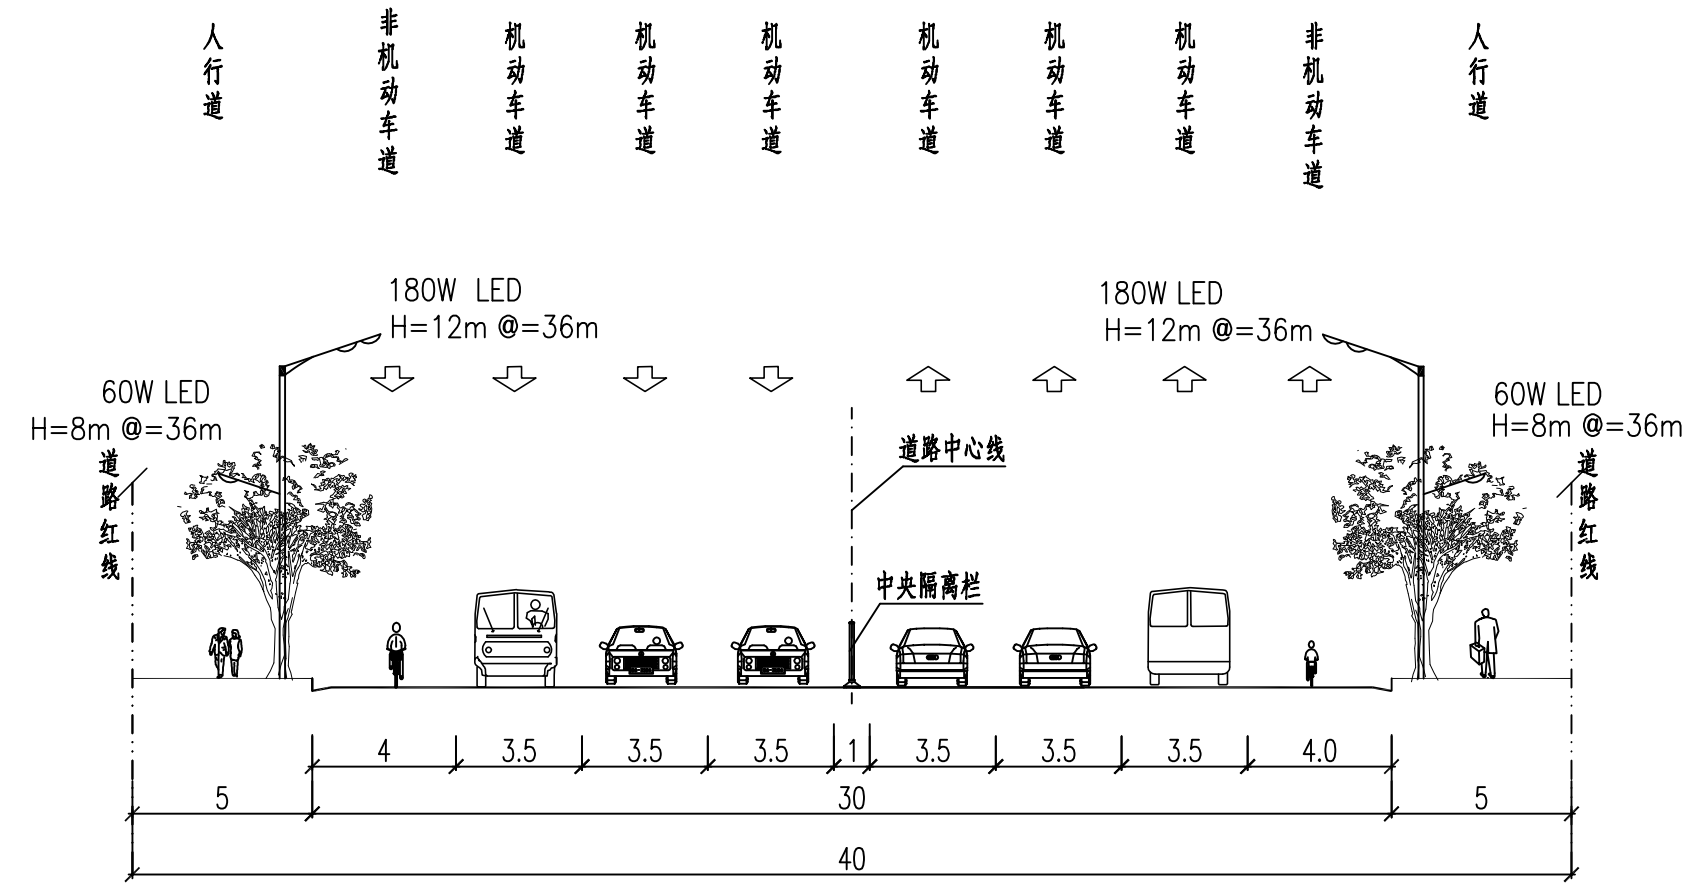 人行道
非机动车道
机动车道
机动车道
机动车道
机动车道
机动车道
机动车道
非机动车道
人行道
180W LED
H=12m @=36m
180W LED
H=12m @=36m
60W LED
H=8m @=36m
60W LED
H=8m @=36m
道路红线
道路中心线
道路红线
中央隔离栏
4
3.5
3.5
3.5
1
3.5
3.5
3.5
4.0
5
30
5
40